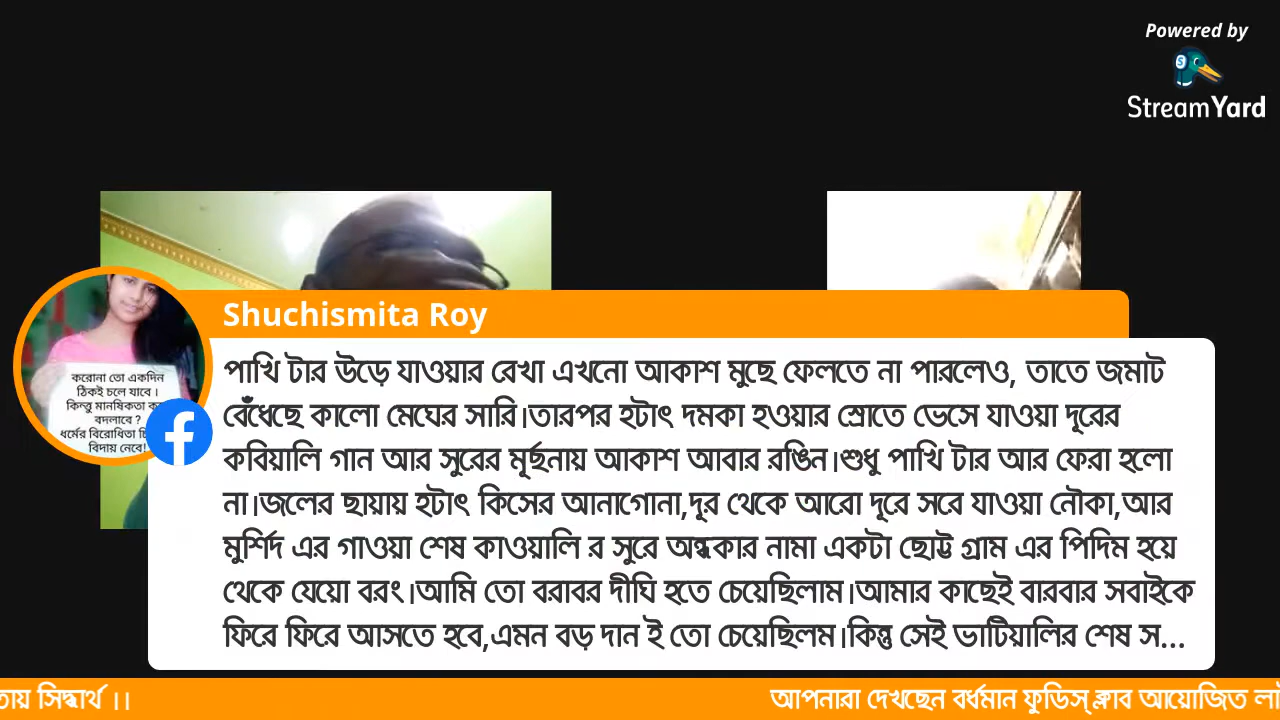 Powered by
StreamYard
Shuchismita Roy
পাখি টার উড়ে যাওয়ার রেখা এখনো আকাশ মুছে ফেলতে না পারলেও, তাতে জমাট
বেঁধেছে কালো মেঘের সারি।তারপর হটাৎ দমকা হওয়ার স্রোতে ভেসে যাওয়া দূরের
কবিয়ালি গান আর সুরের মূর্ছনায় আকাশ আবার রঙিন।শুধু পাখি টার আর ফেরা হলো
না।জলের ছায়ায় হটাৎ কিসের আনাগোনা,দূর থেকে আরো দূরে সরে যাওয়া নৌকা,আর
মুর্শিদ এর গাওয়া শেষ কাওয়ালি র সুরে অন্ধকার নামা একটা ছোট্ট গ্রাম এর পিদিম হয়ে
থেকে যেয়ো বরং।আমি তো বরাবর দীঘি হতে চেয়েছিলাম।আমার কাছেই বারবার সবাইকে
ফিরে ফিরে আসতে হবে,এমন বড় দান ই তো চেয়েছিলম।কিন্তু সেই ভাটিয়ালির শেষ স...
করোনা তো একদিন
ঠিকই চলে যাবে ।
কিন্তু মানষিকতা
বদলাবে ?
ধর্মের বিরোধিতা
বিদায় নেবে!
তায় সিদ্ধার্থ ।। আপনারা দেখছেন বর্ধমান ফুডিস্ ক্লাব আয়োজিত লা